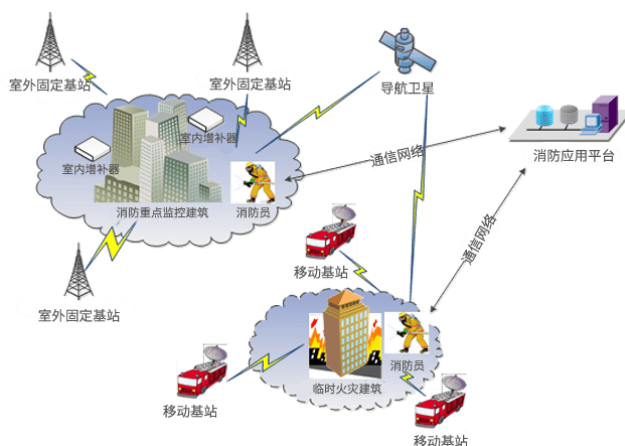 室外固定基站
室外固定基站
导航卫星
室内增补器
室内增补器
通信网络
消防应用平台
消防重点监控建筑
消防员
通信网络
移动基站
室外固定基站
临时火灾建筑
消防员
移动基站
移动基站